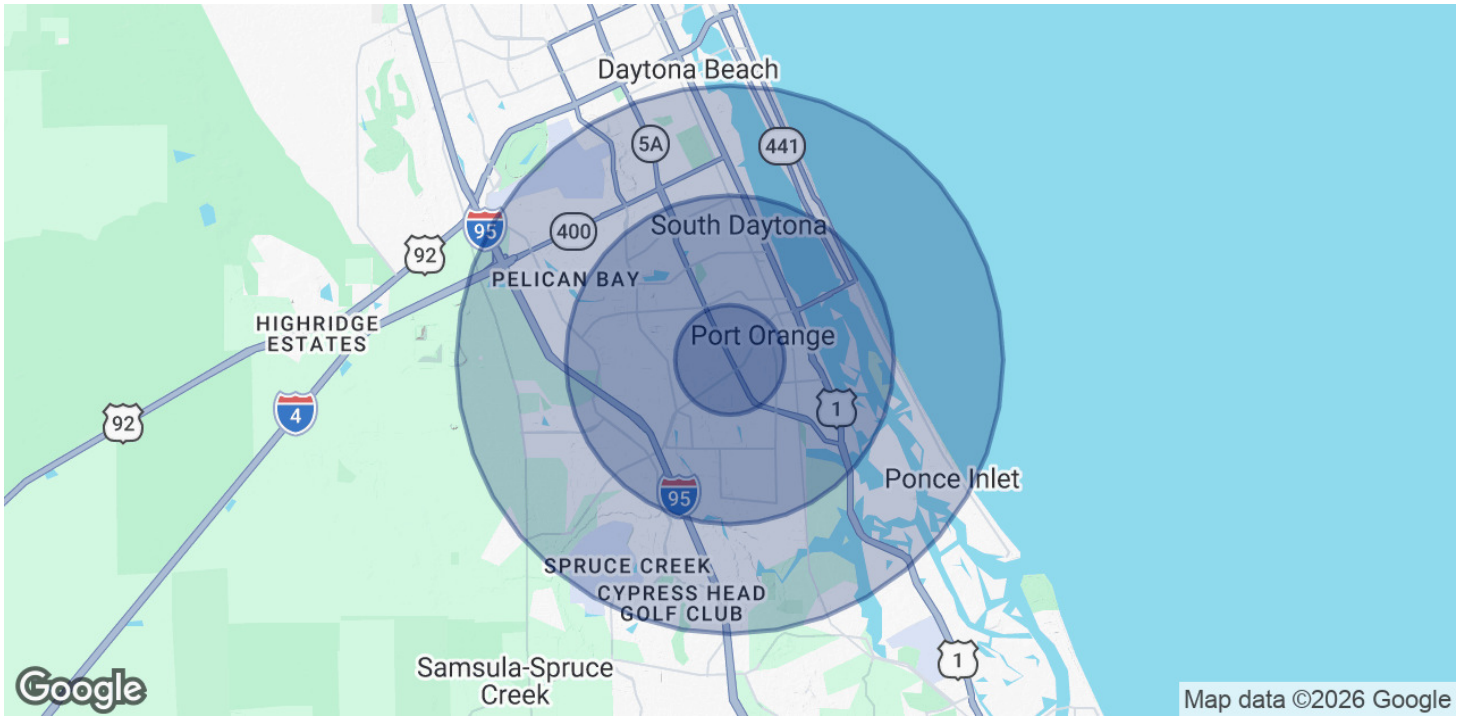 Daytona Beach
5A
441
South Daytona
95
400
92
PELICAN BAY
HIGHRIDGE
ESTATES
Port Orange
4
92
1
Ponce Inlet
95
SPRUCE CREEK
CYPRESS HEAD
GOLF CLUB
Samsula-Spruce
Creek
1
Google
Map data ©2026 Google